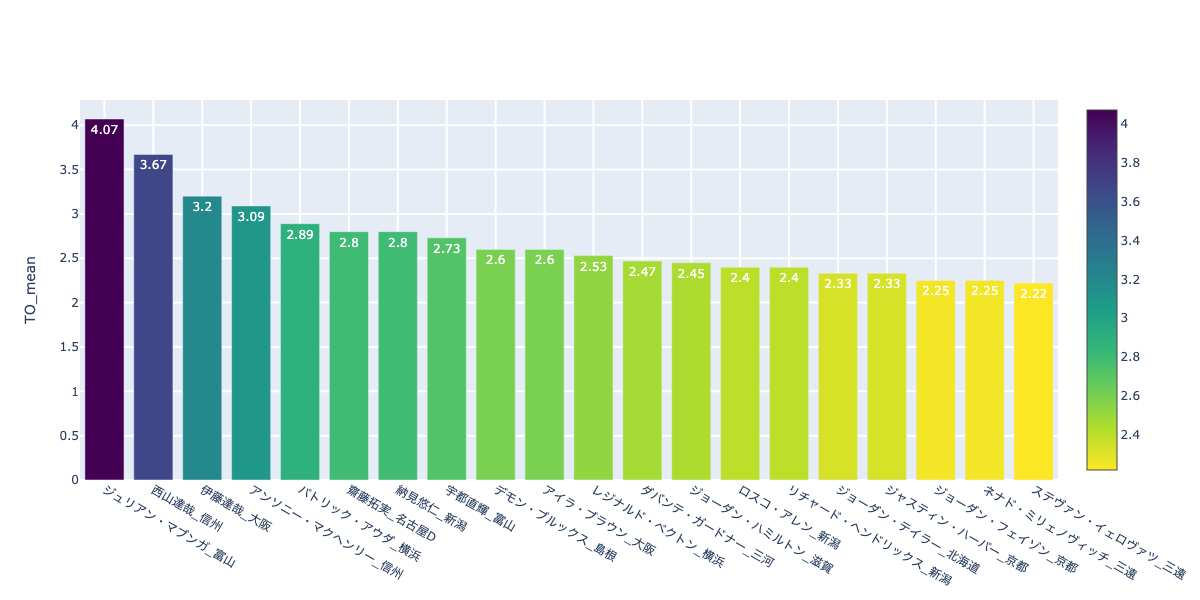 TO_mean
4
3.5
3
2.5
2
1.5
1
0.5
0
4.07
3.67
3.2
3.09
2.89
2.8
2.8
2.73
2.6
2.6
2.53
2.47
2.45
2.4
2.4
2.33
2.33
2.25
2.25
2.22
ジュリアン・マブンガ_富山
西山達哉_信州
伊藤達哉_大阪
アンソニー・マクヘンリー_信州
パトリック・アウダ_横浜
齋藤拓実_名古屋D
納見悠仁_新潟
宇都直輝_富山
デモン・ブルックス_島根
アイラ・ブラウン_大阪
レジナルド・ベクトン_横浜
ダバンテ・ガードナー_三河
ジョーダン・ハミルトン_滋賀
ロスコ・アレン_新潟
リチャード・ヘンドリックス_新潟
ジョーダン・テイラー_北海道
ジャスティン・ハーパー_京都
ジョーダン・フェイゾン_京都
ネナド・ミリェノヴィッチ_三遠
ステヴァン・イェロヴァツ_三遠
4
3.8
3.6
3.4
3.2
3
2.8
2.6
2.4